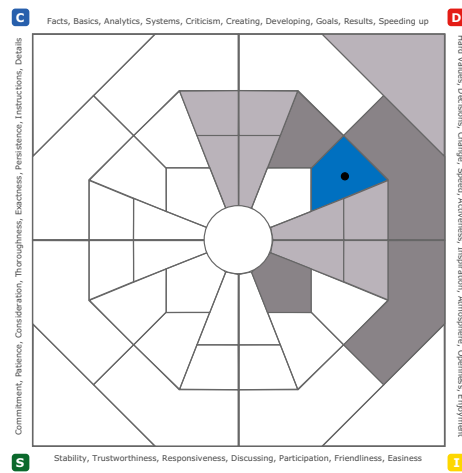 C
Facts, Basics, Analytics, Systems, Criticism, Creating, Developing, Goals, Results, Speeding up
D
Commitment, Patience, Consideration, Thoroughness, Exactness, Persistence, Instructions, Details
Hard Values, Decisions, Change, Speed, Activeness, Inspiration, Atmosphere, Openness, Enjoyment
S
Stability, Trustworthiness, Responsiveness, Discussing, Participation, Friendliness, Easiness
I